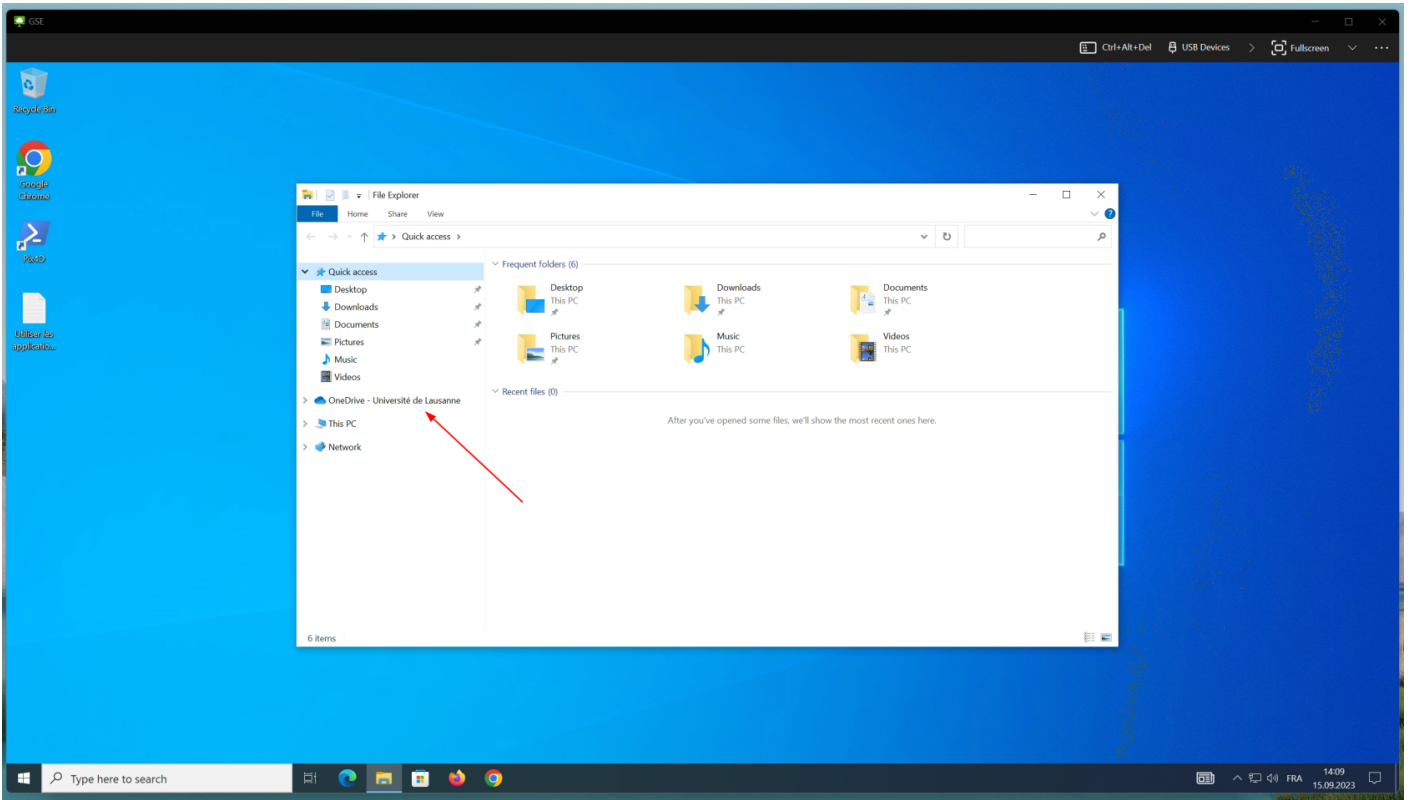 GSE
Ctrl+Alt+Del USB Devices Fullscreen
Recycle Bin
Google
Chrome
Pix4D
Utiliser les
applicatio...
File Explorer
File Home Share View
Quick access
Quick access
Desktop
Downloads
Documents
Pictures
Music
Videos
OneDrive - Université de Lausanne
This PC
Network
Frequent folders (6)
Desktop
This PC
Downloads
This PC
Documents
This PC
Pictures
This PC
Music
This PC
Videos
This PC
Recent files (0)
After you've opened some files, we'll show the most recent ones here.
6 items
Type here to search
FRA
14:09
15.09.2023